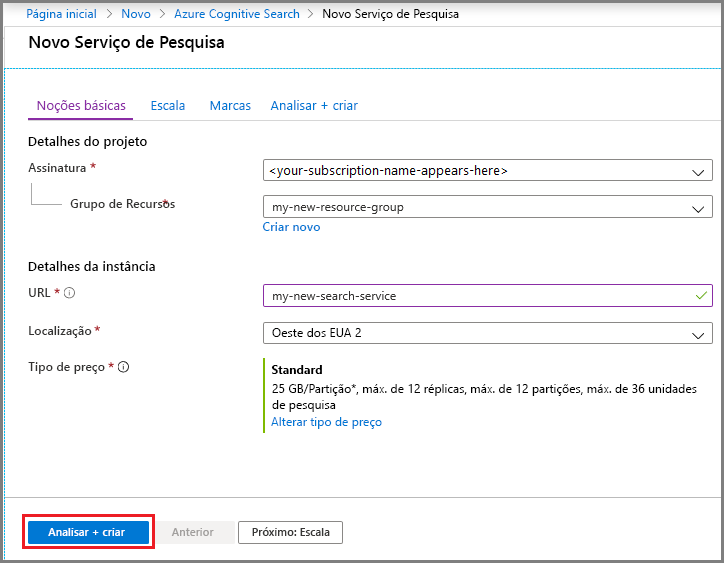 Página inicial > Novo > Azure Cognitive Search > Novo Serviço de Pesquisa
Novo Serviço de Pesquisa
Noções básicas Escala Marcas Analisar + criar
Detalhes do projeto
Assinatura *
<your-subscription-name-appears-here>
Grupo de Recursos*
my-new-resource-group
Criar novo
Detalhes da instância
URL *
my-new-search-service
Localização *
Oeste dos EUA 2
Tipo de preço *
Standard
25 GB/Partição*, máx. de 12 réplicas, máx. de 12 partições, máx. de 36 unidades
de pesquisa
Alterar tipo de preço
Analisar + criar Anterior Próximo: Escala